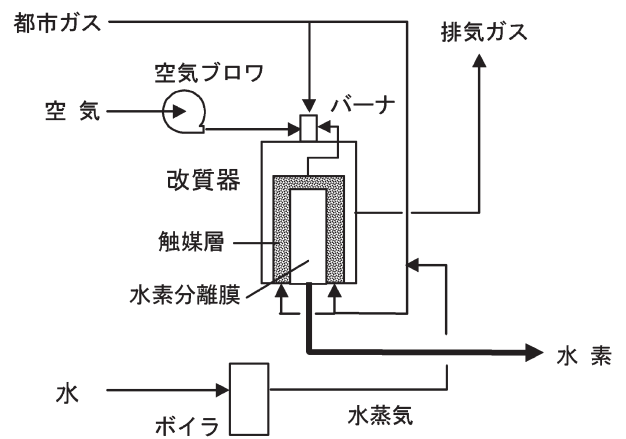 都市ガス
排気ガス
空気ブロワ
バーナ
空 気
改質器
触媒層
水素分離膜
水 素
水
水蒸気
ボイラ